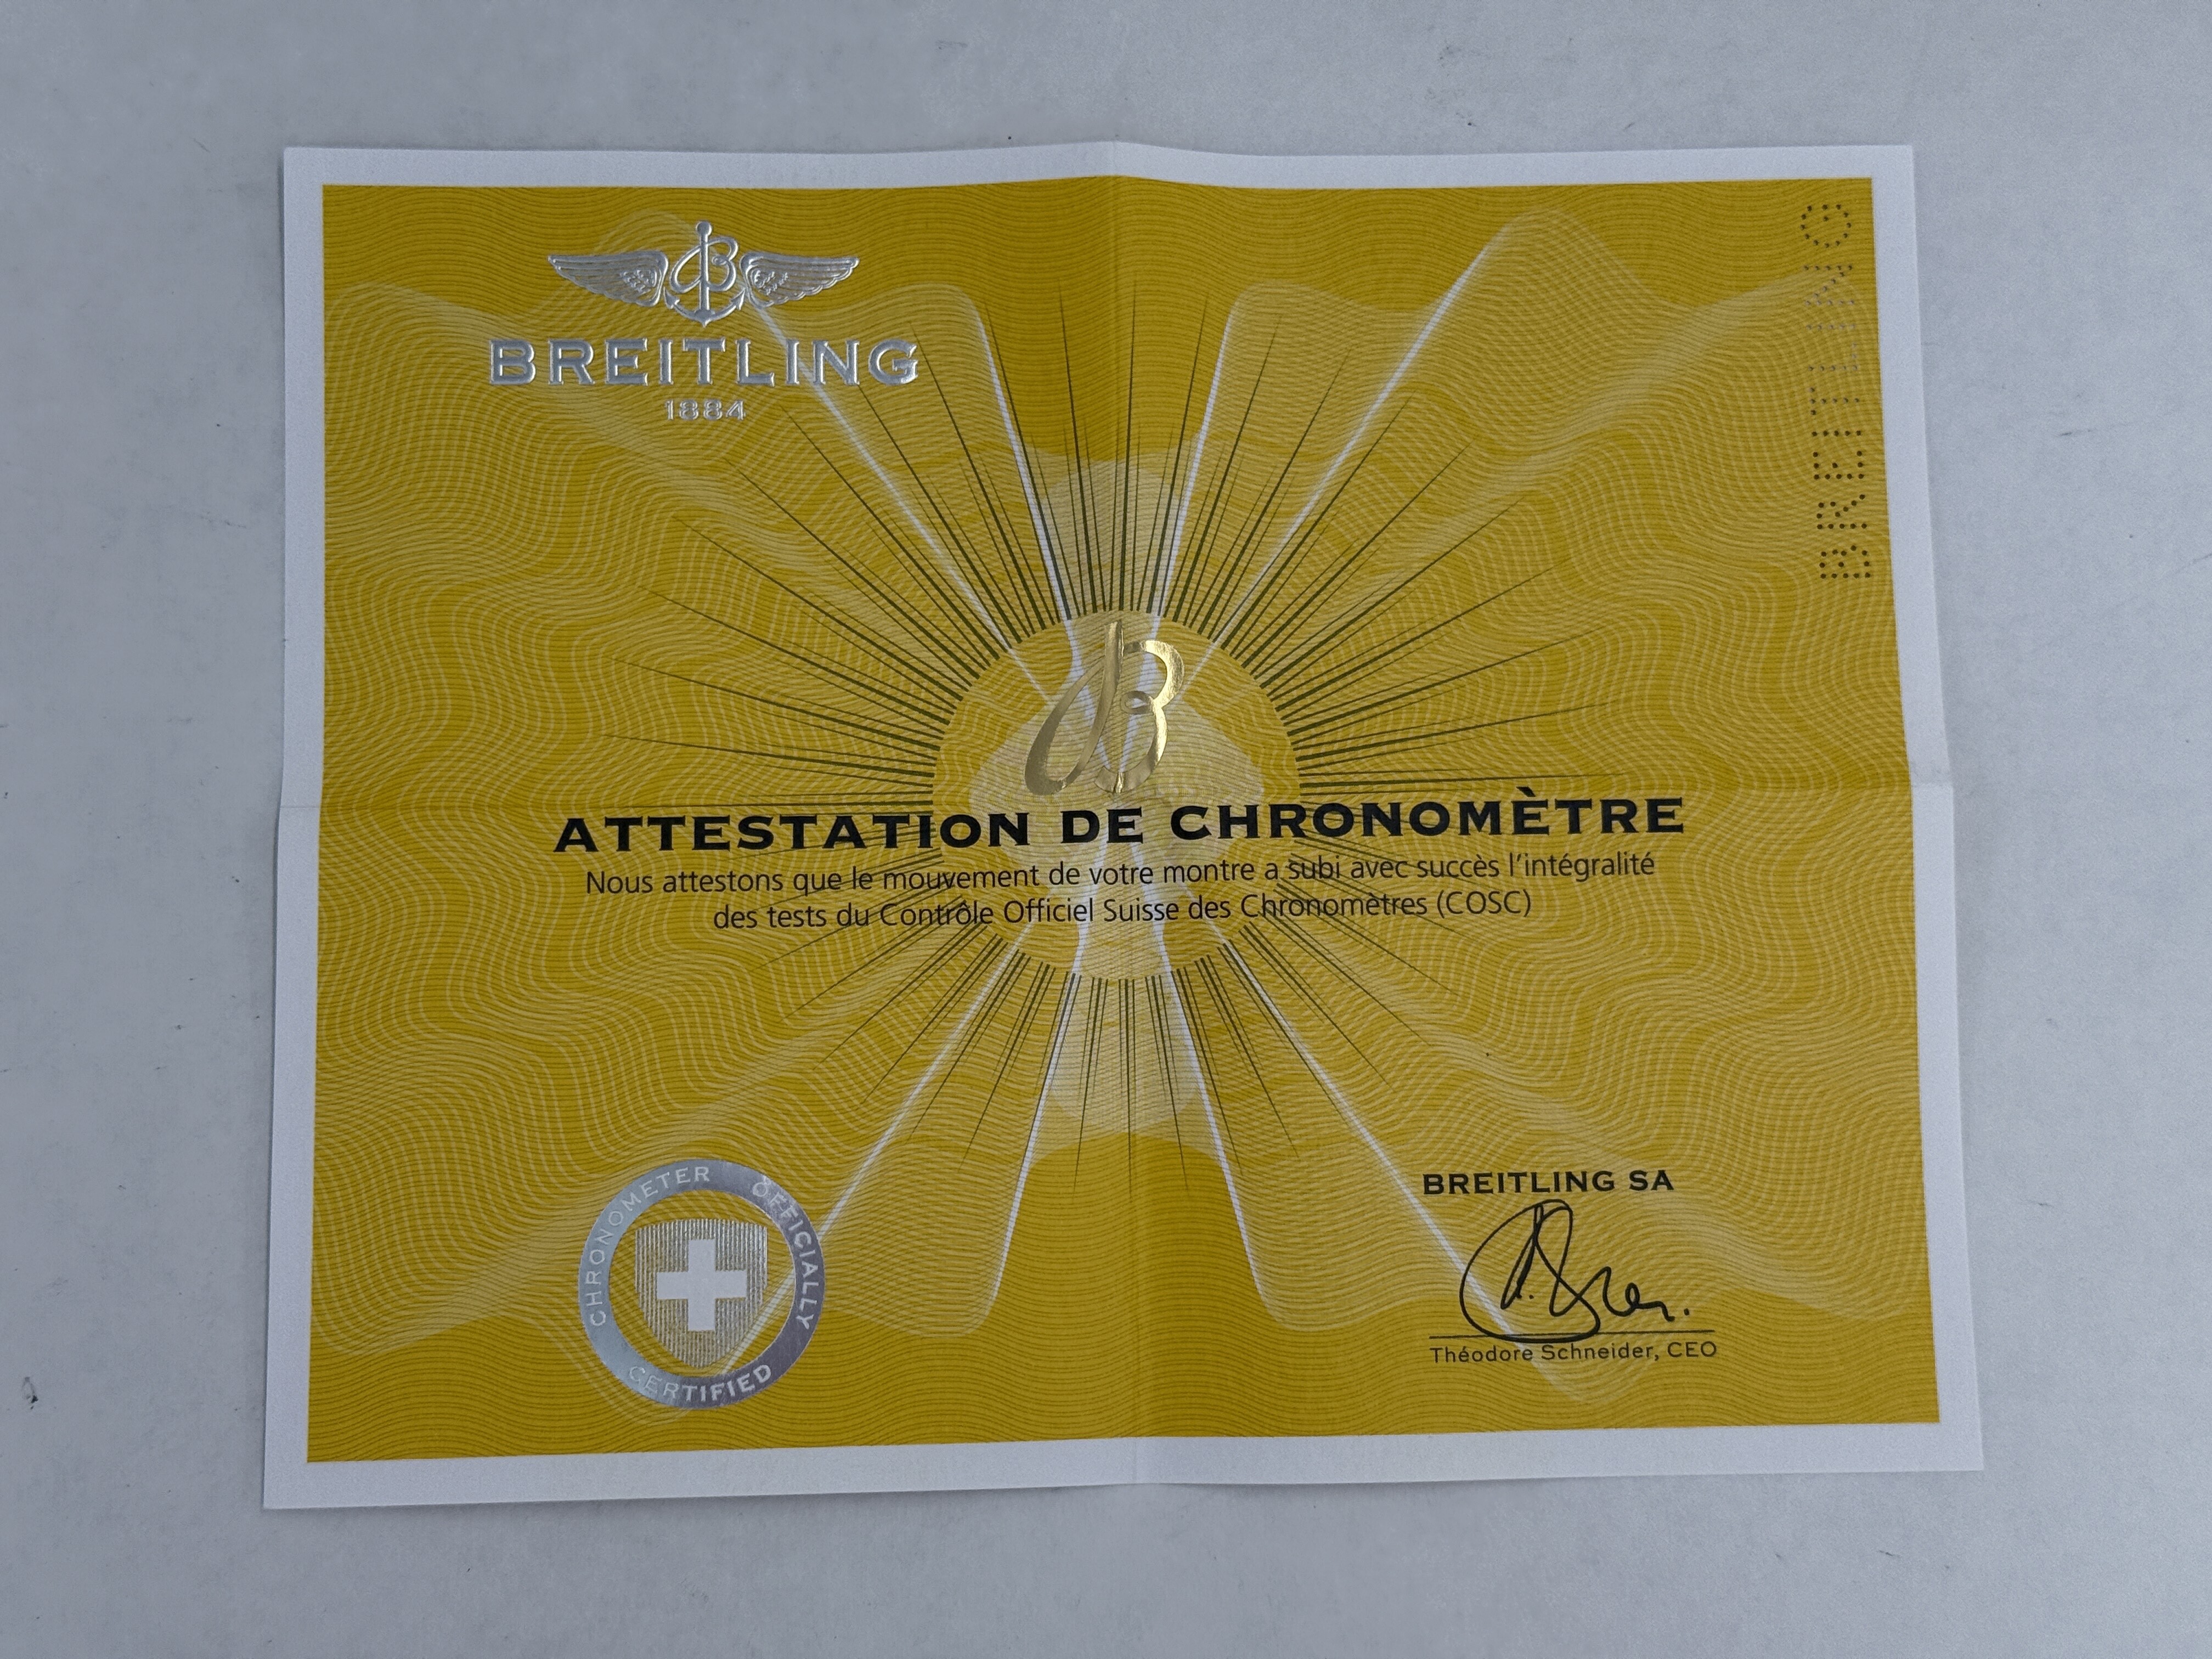 BREITLING
1884
BREITLING
B
ATTESTATION DE CHRONOMÈTRE
Nous attestons que le mouvement de votre montre a subi avec succès l'intégralité
des tests du Contrôle Officiel Suisse des Chronomètres (COSC)
CHRONOMETER OFFICIALLY
CERTIFIED
BREITLING SA
Théodore Schneider, CEO